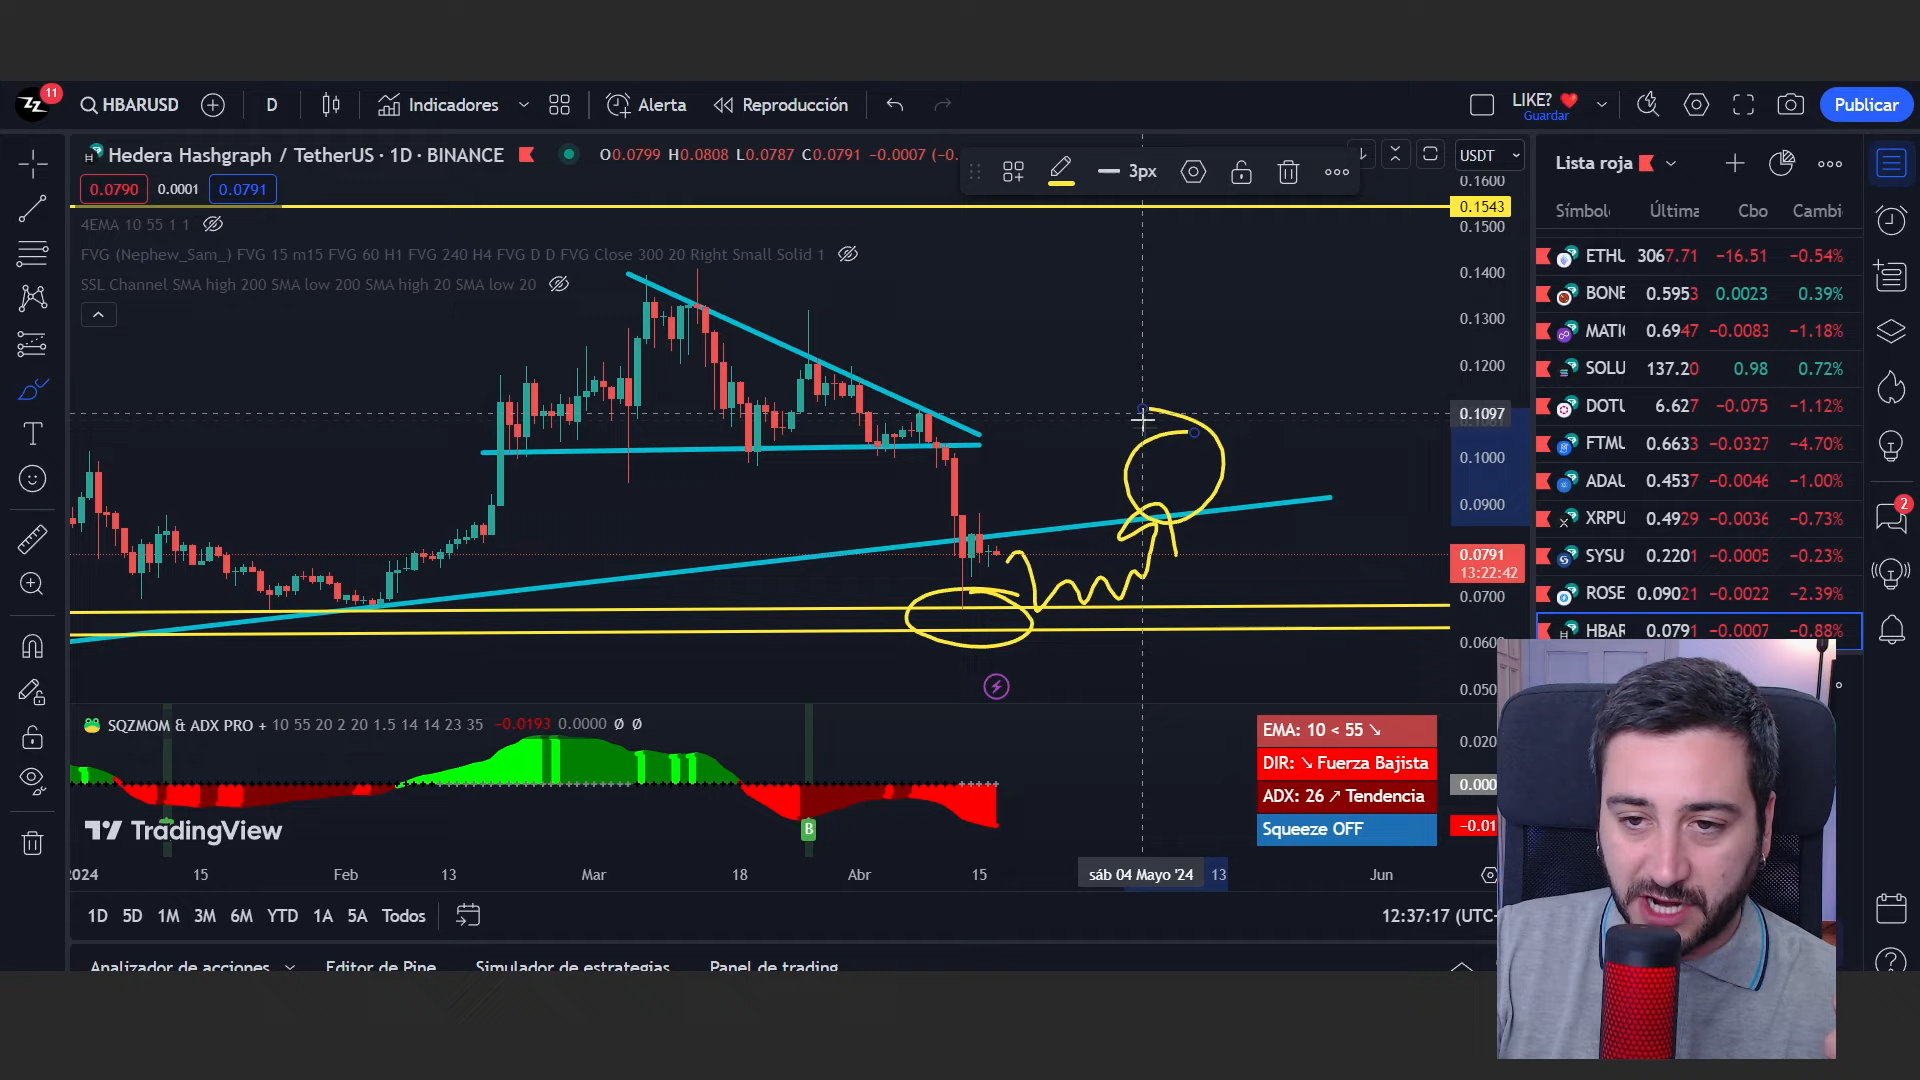 11
HBARUSD
D
Indicadores
Alerta
Reproducción
LIKE? ❤️
Guardar
Publicar
Hedera Hashgraph / TetherUS · 1D · BINANCE
O0.0799 H0.0808 L0.0787 C0.0791 −0.0007 (−0.
3px
USDT
Lista roja
0.0790
0.0001
0.0791
4EMA 10 55 1 1
FVG (Nephew_Sam_) FVG 15 m15 FVG 60 H1 FVG 240 H4 FVG D D FVG Close 300 20 Right Small Solid 1
SSL Channel SMA high 200 SMA low 200 SMA high 20 SMA low 20
0.1600
0.1543
0.1500
0.1400
0.1300
0.1200
0.1097
0.1000
0.0900
0.0791
13:22:42
0.0700
0.0600
0.0500
Símbol Última Cbo Cambi
ETHU 3067.71 −16.51 −0.54%
BONE 0.5953 0.0023 0.39%
MATI 0.6947 −0.0083 −1.18%
SOLU 137.20 0.98 0.72%
DOTU 6.627 −0.075 −1.12%
FTMU 0.6633 −0.0327 −4.70%
ADAU 0.4537 −0.0046 −1.00%
XRPU 0.4929 −0.0036 −0.73%
SYSU 0.2201 −0.0005 −0.23%
ROSE 0.09021 −0.0022 −2.39%
HBAR 0.0791 −0.0007 −0.88%
2
SQZMOM & ADX PRO + 10 55 20 2 20 1.5 14 14 23 35 −0.0193 0.0000 Ø Ø
EMA: 10 < 55 ↘
DIR: ↘ Fuerza Bajista
ADX: 26 ↗ Tendencia
Squeeze OFF
0.020
0.000
−0.01
B
TradingView
2024 15 Feb 13 Mar 18 Abr 15 sáb 04 Mayo '24 13 Jun
1D 5D 1M 3M 6M YTD 1A 5A Todos
12:37:17 (UTC-
Analizador de acciones
Editor de Pine
Simulador de estrategias
Panel de trading